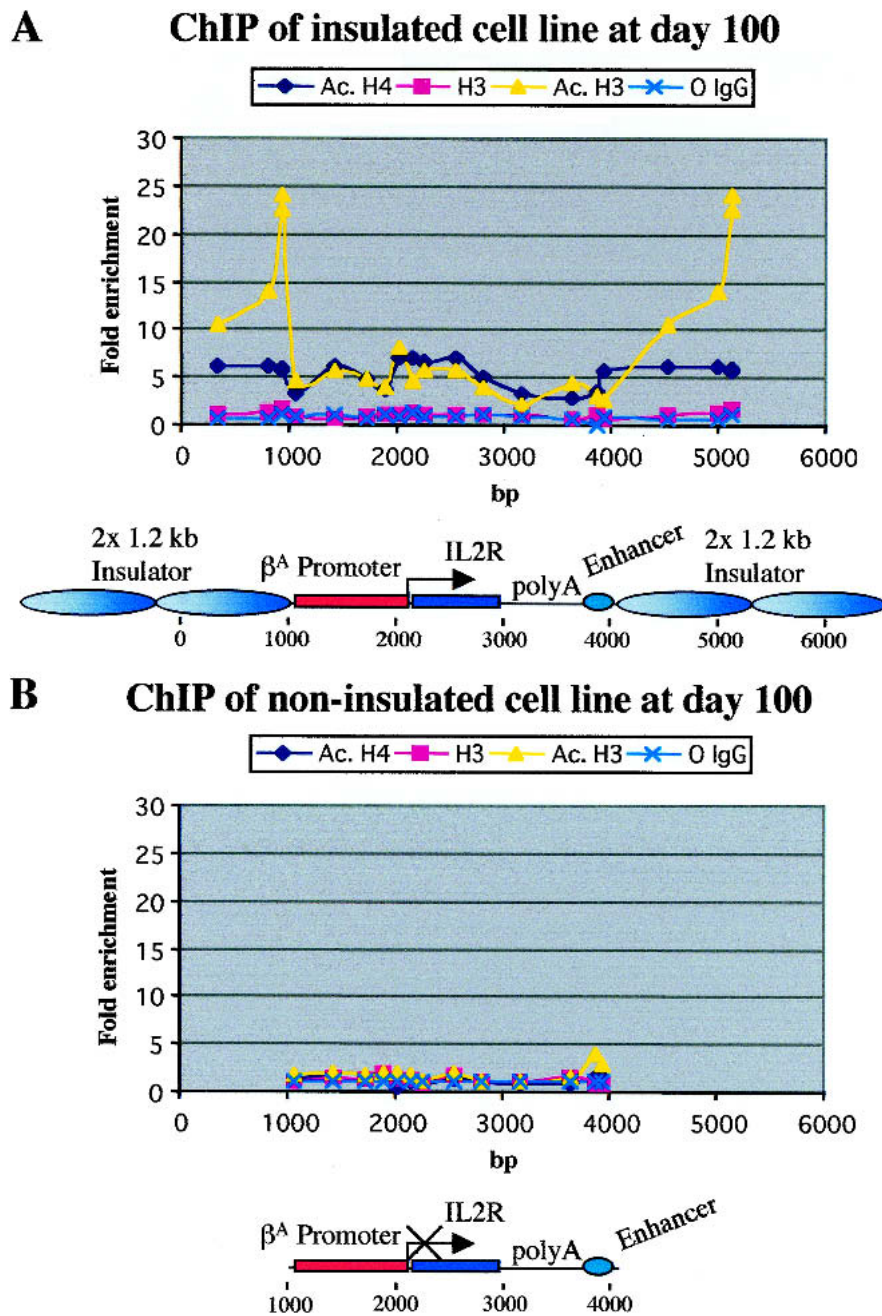 A ChIP of insulated cell line at day 100
Ac. H4 H3 Ac. H3 O IgG
Fold enrichment
30
25
20
15
10
5
0
0 1000 2000 3000 4000 5000 6000
bp
2x 1.2 kb Insulator
β^A Promoter
IL2R
polyA
Enhancer
2x 1.2 kb Insulator
0 1000 2000 3000 4000 5000 6000
B ChIP of non-insulated cell line at day 100
Ac. H4 H3 Ac. H3 O IgG
Fold enrichment
30
25
20
15
10
5
0
0 1000 2000 3000 4000 5000 6000
bp
β^A Promoter
IL2R
polyA
Enhancer
1000 2000 3000 4000